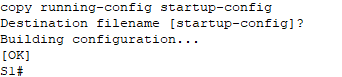 copy running-config startup-config
Destination filename [startup-config]?
Building configuration...
[OK]
S1#